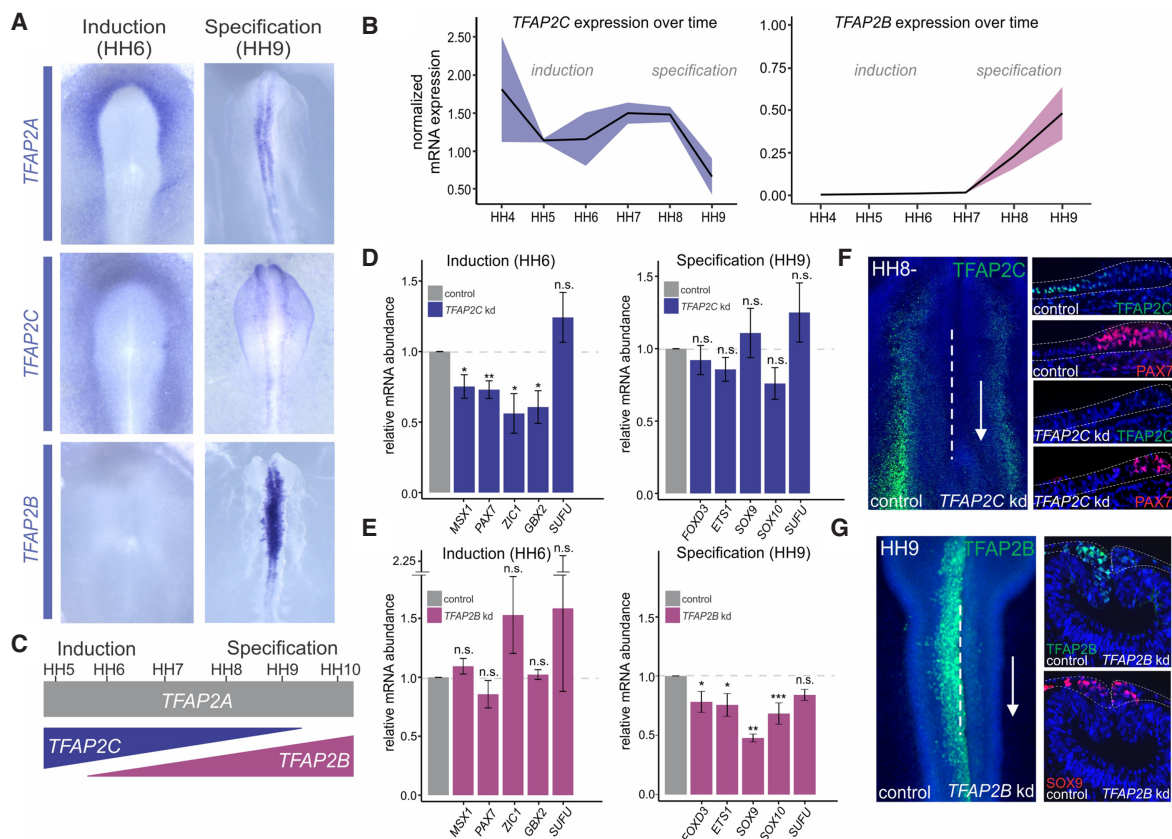 A
Induction
(HH6)
Specification
(HH9)
TFAP2A
TFAP2C
TFAP2B
B
TFAP2C expression over time
normalized
mRNA expression
2.50
2.00
1.50
1.00
0.50
induction
specification
HH4 HH5 HH6 HH7 HH8 HH9
TFAP2B expression over time
1.00
0.75
0.50
0.25
0.00
induction
specification
HH4 HH5 HH6 HH7 HH8 HH9
C
Induction Specification
HH5 HH6 HH7 HH8 HH9 HH10
TFAP2A
TFAP2C
TFAP2B
D
Induction (HH6)
relative mRNA abundance
1.5
1.0
0.5
0.0
control
TFAP2C kd
* ** * * n.s.
MSX1 PAX7 ZIC1 GBX2 SUFU
Specification (HH9)
relative mRNA abundance
1.5
1.0
0.5
0.0
control
TFAP2C kd
n.s. n.s. n.s. n.s. n.s.
FOXD3 ETS1 SOX9 SOX10 SUFU
E
Induction (HH6)
relative mRNA abundance
2.25
1.5
1.0
0.5
0.0
control
TFAP2B kd
n.s. n.s. n.s. n.s. n.s.
MSX1 PAX7 ZIC1 GBX2 SUFU
Specification (HH9)
relative mRNA abundance
1.5
1.0
0.5
0.0
control
TFAP2B kd
* * ** *** n.s.
FOXD3 ETS1 SOX9 SOX10 SUFU
F
HH8- TFAP2C
control TFAP2C kd
control TFAP2C
control PAX7
TFAP2C kd TFAP2C
TFAP2C kd PAX7
G
HH9 TFAP2B
control TFAP2B kd
TFAP2B
control TFAP2B kd
SOX9
control TFAP2B kd